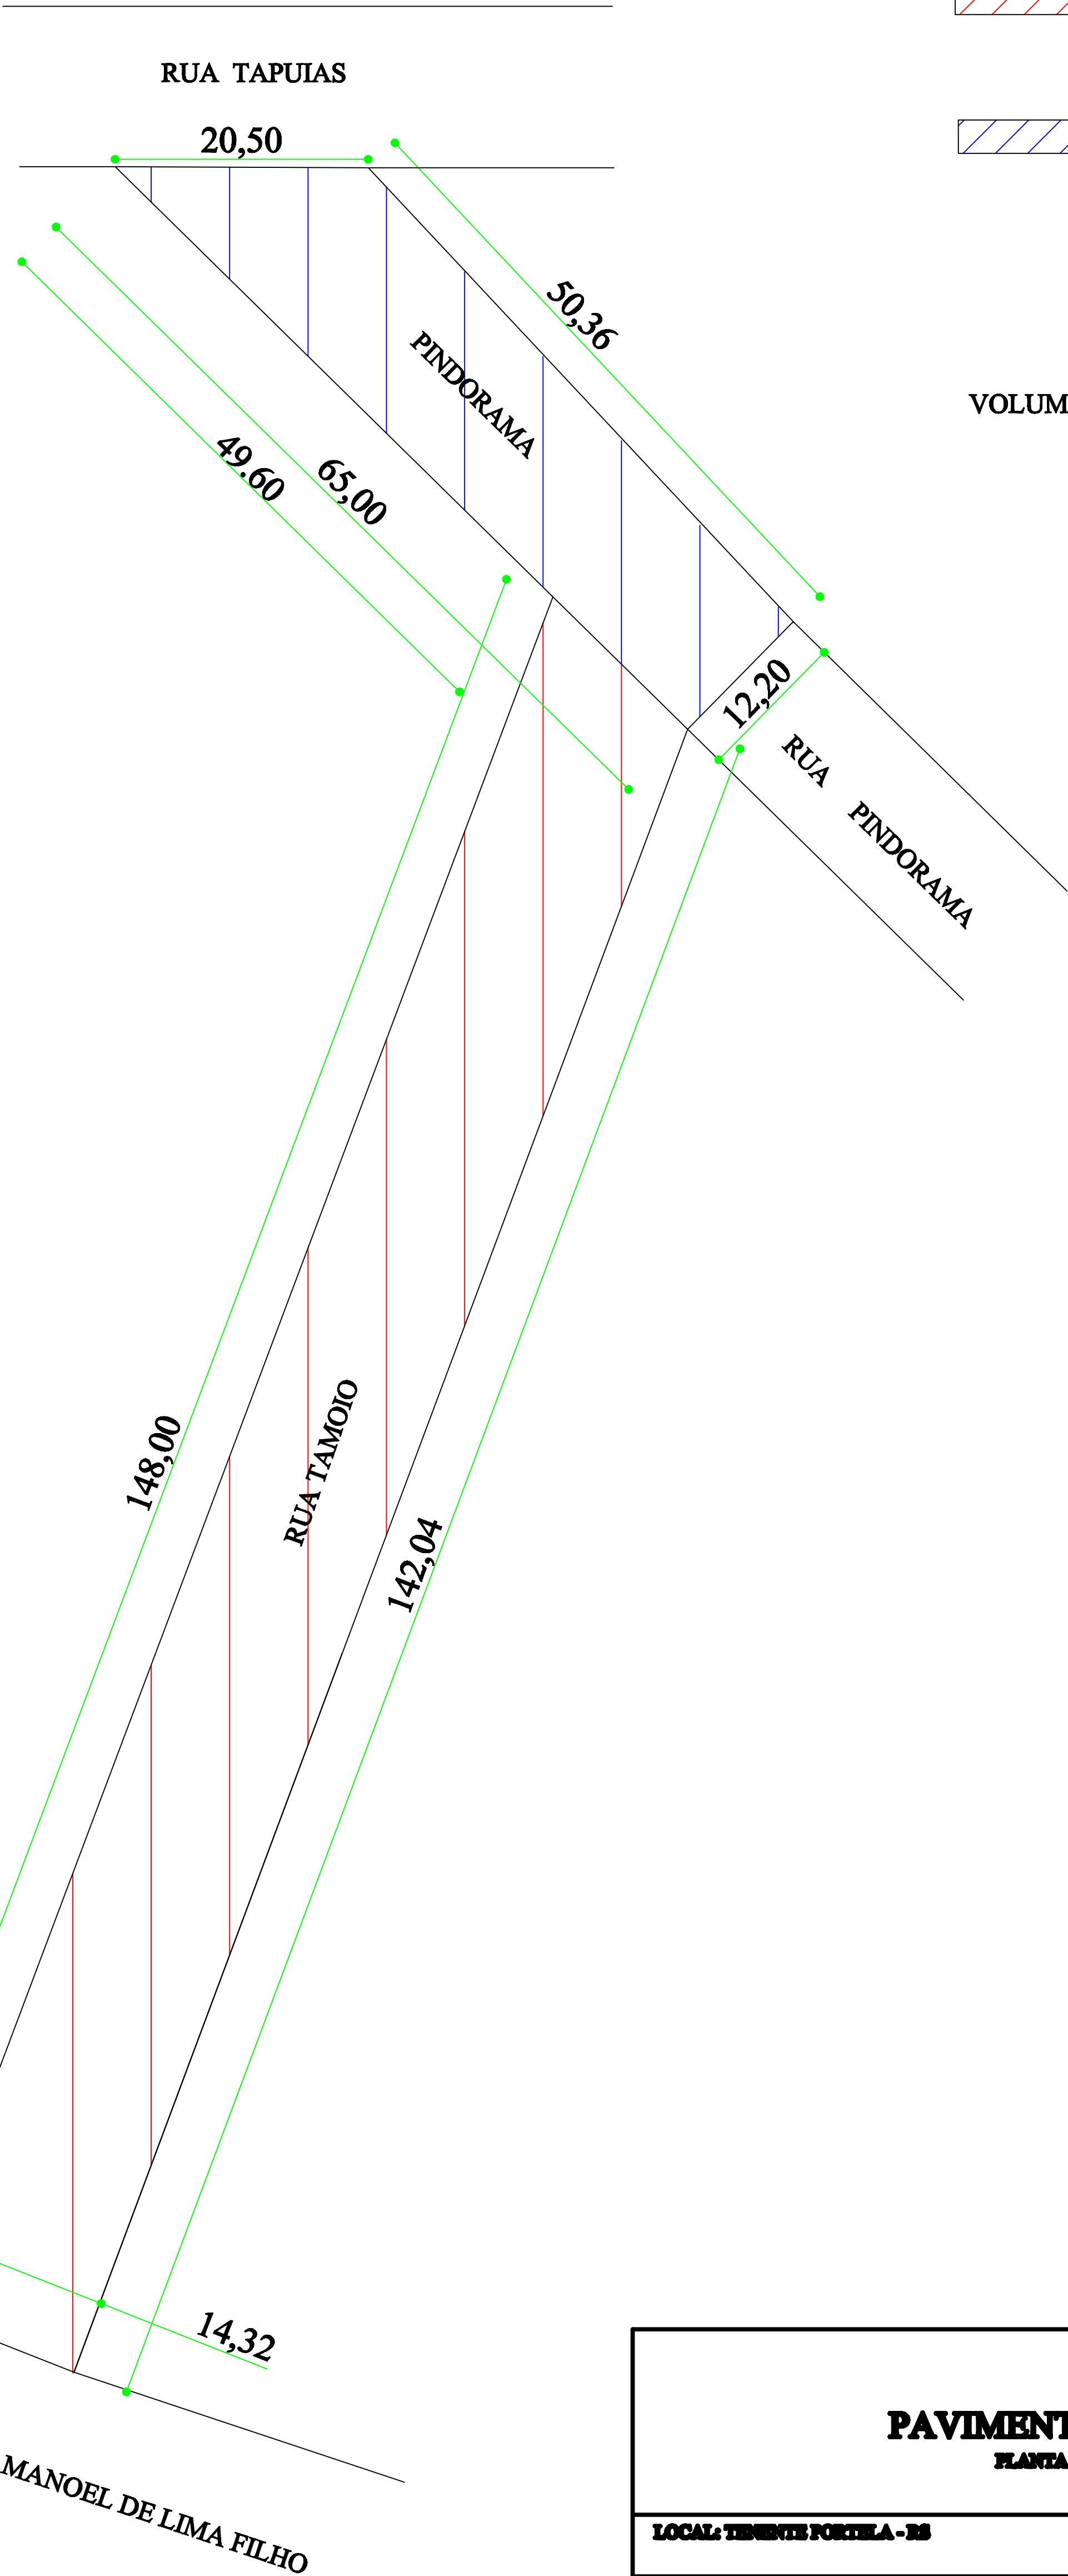 RUA TAPUIAS
20,50
50,36
PINDORAMA
VOLUM
49.60
65,00
12,20
RUA PINDORAMA
RUA TAMOIO
148,00
142,04
14,32
MANOEL DE LIMA FILHO
PAVIMENT
PLANTA
LOCAL: TENENTE PORTELA - RS